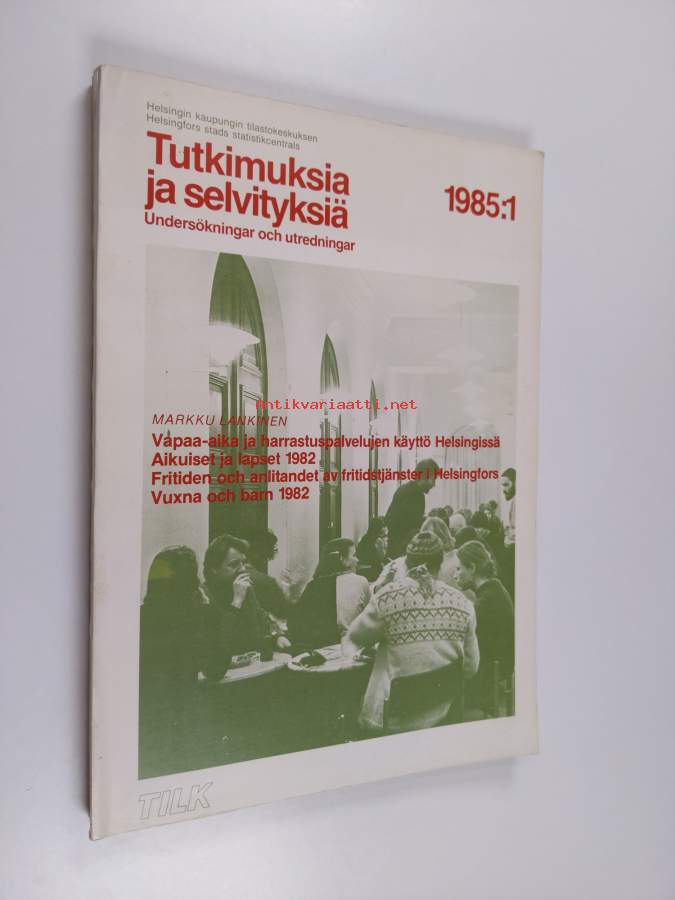 Helsingin kaupungin tilastokeskuksen
Helsingfors stads statistikcentrals
Tutkimuksia
ja selvityksiä
Undersökningar och utredningar
1985:1
antikvariaatti.net
MARKKU LANKINEN
Vapaa-aika ja harrastuspalvelujen käyttö Helsingissä
Aikuiset ja lapset 1982
Fritiden och anlitandet av fritidstjänster i Helsingfors
Vuxna och barn 1982
TILK